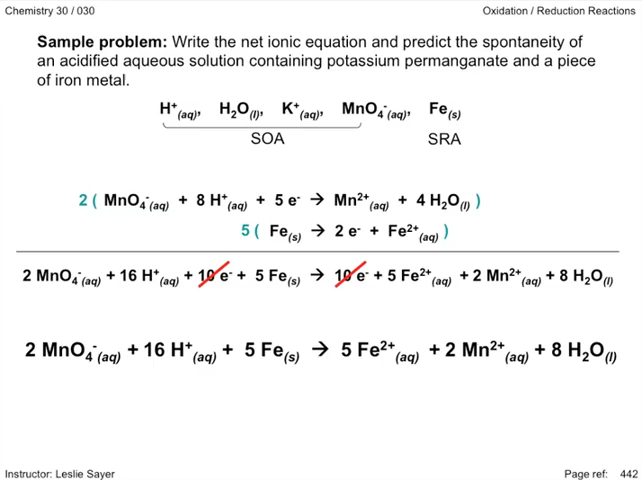 Chemistry 30 / 030
Oxidation / Reduction Reactions
Sample problem: Write the net ionic equation and predict the spontaneity of
an acidified aqueous solution containing potassium permanganate and a piece
of iron metal.
H⁺(aq), H₂O(l), K⁺(aq), MnO₄⁻(aq), Fe(s)
SOA SRA
2 ( MnO₄⁻(aq) + 8 H⁺(aq) + 5 e⁻ → Mn²⁺(aq) + 4 H₂O(l) )
5 ( Fe(s) → 2 e⁻ + Fe²⁺(aq) )
2 MnO₄⁻(aq) + 16 H⁺(aq) + 10 e⁻ + 5 Fe(s) → 10 e⁻ + 5 Fe²⁺(aq) + 2 Mn²⁺(aq) + 8 H₂O(l)
2 MnO₄⁻(aq) + 16 H⁺(aq) + 5 Fe(s) → 5 Fe²⁺(aq) + 2 Mn²⁺(aq) + 8 H₂O(l)
Instructor: Leslie Sayer
Page ref: 442